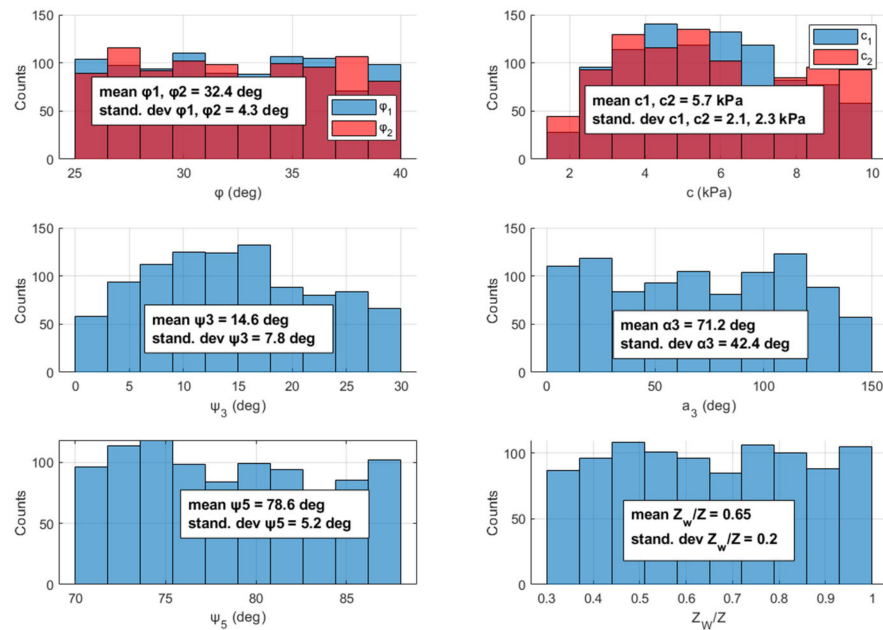 150
100
50
0
Counts
mean φ1, φ2 = 32.4 deg
stand. dev φ1, φ2 = 4.3 deg
φ₁
φ₂
25
30
35
40
φ (deg)
150
100
50
0
Counts
c₁
c₂
mean c1, c2 = 5.7 kPa
stand. dev c1, c2 = 2.1, 2.3 kPa
2
4
6
8
10
c (kPa)
150
100
50
0
Counts
mean ψ3 = 14.6 deg
stand. dev ψ3 = 7.8 deg
0
5
10
15
20
25
30
ψ₃ (deg)
150
100
50
0
Counts
mean α3 = 71.2 deg
stand. dev α3 = 42.4 deg
0
50
100
150
a₃ (deg)
100
50
0
Counts
mean ψ5 = 78.6 deg
stand. dev ψ5 = 5.2 deg
70
75
80
85
ψ₅ (deg)
100
50
0
Counts
mean Z_w/Z = 0.65
stand. dev Z_w/Z = 0.2
0.3
0.4
0.5
0.6
0.7
0.8
0.9
1
Z_W/Z